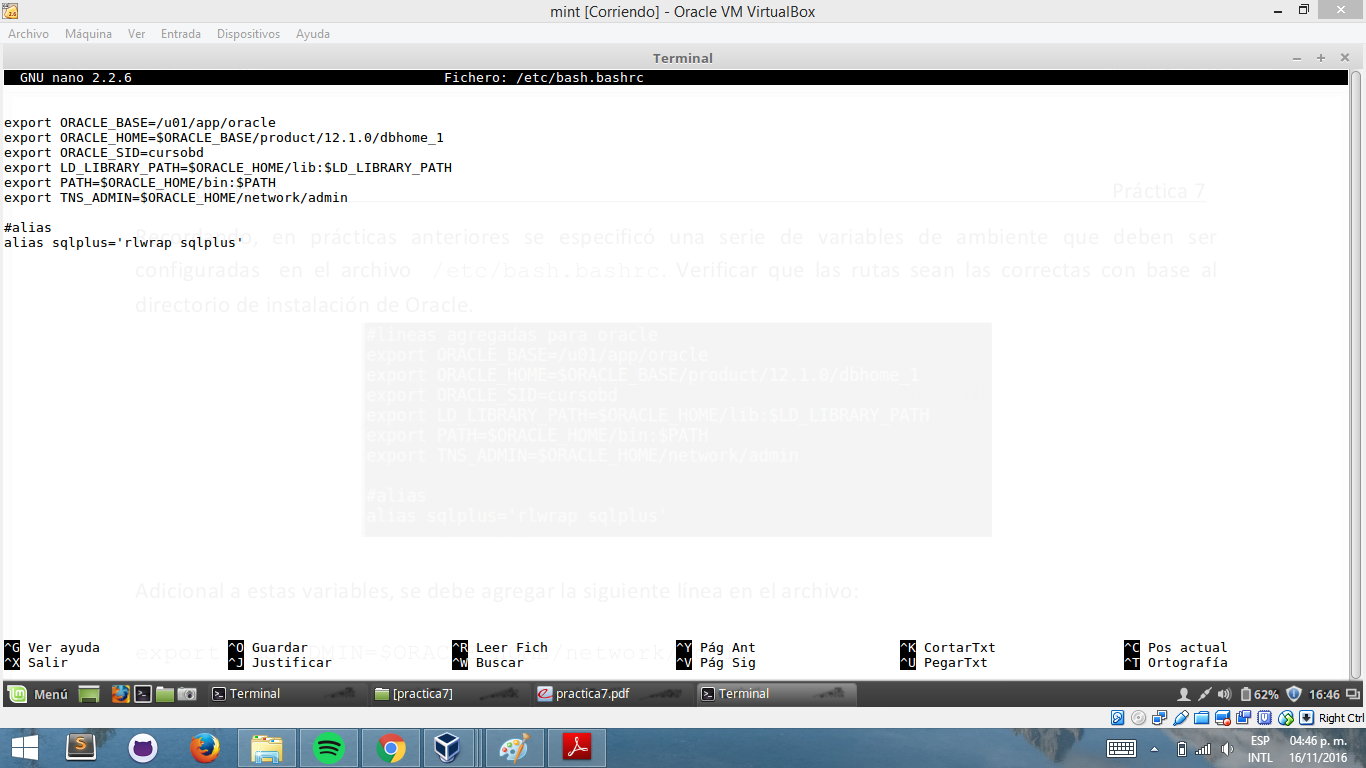 mint [Corriendo] - Oracle VM VirtualBox
Archivo Máquina Ver Entrada Dispositivos Ayuda
Terminal
GNU nano 2.2.6 Fichero: /etc/bash.bashrc
export ORACLE_BASE=/u01/app/oracle
export ORACLE_HOME=$ORACLE_BASE/product/12.1.0/dbhome_1
export ORACLE_SID=cursobd
export LD_LIBRARY_PATH=$ORACLE_HOME/lib:$LD_LIBRARY_PATH
export PATH=$ORACLE_HOME/bin:$PATH
export TNS_ADMIN=$ORACLE_HOME/network/admin
#alias
alias sqlplus='rlwrap sqlplus'
Práctica 7
Recordando, en prácticas anteriores se especificó una serie de variables de ambiente que deben ser
configuradas en el archivo /etc/bash.bashrc. Verificar que las rutas sean las correctas con base al
directorio de instalación de Oracle.
#lineas agregadas para oracle
export ORACLE_BASE=/u01/app/oracle
export ORACLE_HOME=$ORACLE_BASE/product/12.1.0/dbhome_1
export ORACLE_SID=cursobd
export LD_LIBRARY_PATH=$ORACLE_HOME/lib:$LD_LIBRARY_PATH
export PATH=$ORACLE_HOME/bin:$PATH
export TNS_ADMIN=$ORACLE_HOME/network/admin
#alias
alias sqlplus='rlwrap sqlplus'
Adicional a estas variables, se debe agregar la siguiente línea en el archivo:
^G Ver ayuda ^O Guardar ^R Leer Fich ^Y Pág Ant ^K CortarTxt ^C Pos actual
^X Salir ^J Justificar ^W Buscar ^V Pág Sig ^U PegarTxt ^T Ortografía
Menú Terminal [practica7] practica7.pdf Terminal 62% 16:46
Right Ctrl
ESP 04:46 p. m.
INTL 16/11/2016